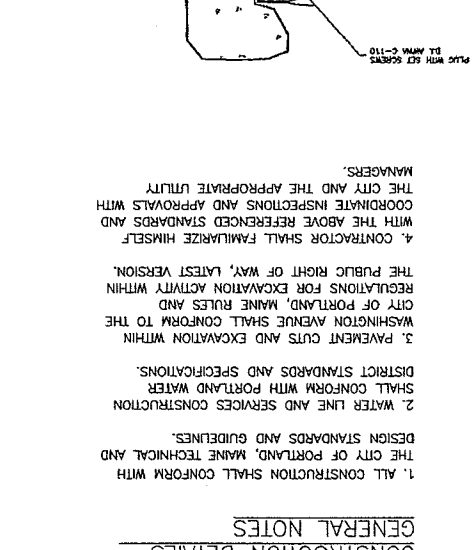 CONSTRUCTION DETAILS
GENERAL NOTES
1. ALL CONSTRUCTION SHALL CONFORM WITH
THE CITY OF PORTLAND, MAINE TECHNICAL AND
DESIGN STANDARDS AND GUIDELINES.
2. WATER LINE AND SERVICES CONSTRUCTION
SHALL CONFORM WITH PORTLAND WATER
DISTRICT STANDARDS AND SPECIFICATIONS.
3. PAVEMENT CUTS AND EXCAVATION WITHIN
WASHINGTON AVENUE SHALL CONFORM TO THE
CITY OF PORTLAND, MAINE RULES AND
REGULATIONS FOR EXCAVATION ACTIVITY WITHIN
THE PUBLIC RIGHT OF WAY, LATEST VERSION.
4. CONTRACTOR SHALL FAMILIARIZE HIMSELF
WITH THE ABOVE REFERENCED STANDARDS AND
COORDINATE INSPECTIONS AND APPROVALS WITH
THE CITY AND THE APPROPRIATE UTILITY
MANAGERS.
PLUG WITH SET SCREWS
D.I. AWWA C-110